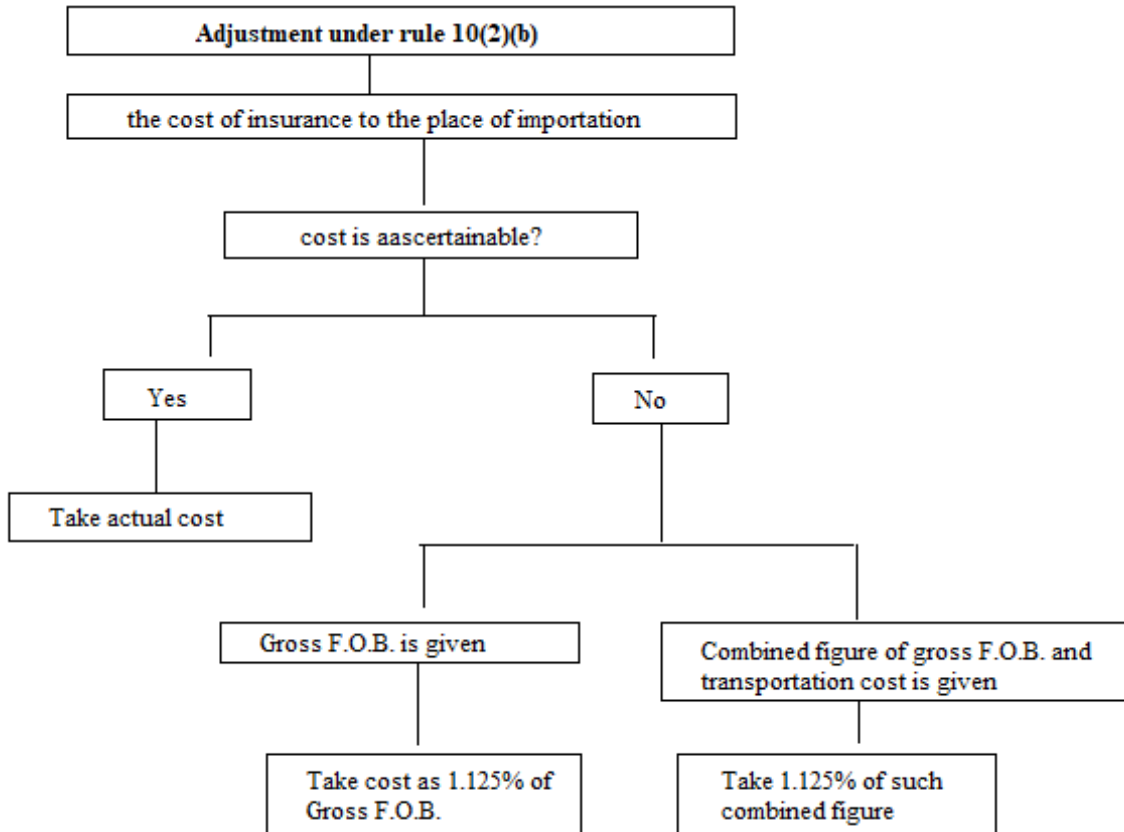 Adjustment under rule 10(2)(b)
the cost of insurance to the place of importation
cost is aascertainable?
Yes
No
Take actual cost
Gross F.O.B. is given
Combined figure of gross F.O.B. and
transportation cost is given
Take cost as 1.125% of
Gross F.O.B.
Take 1.125% of such
combined figure